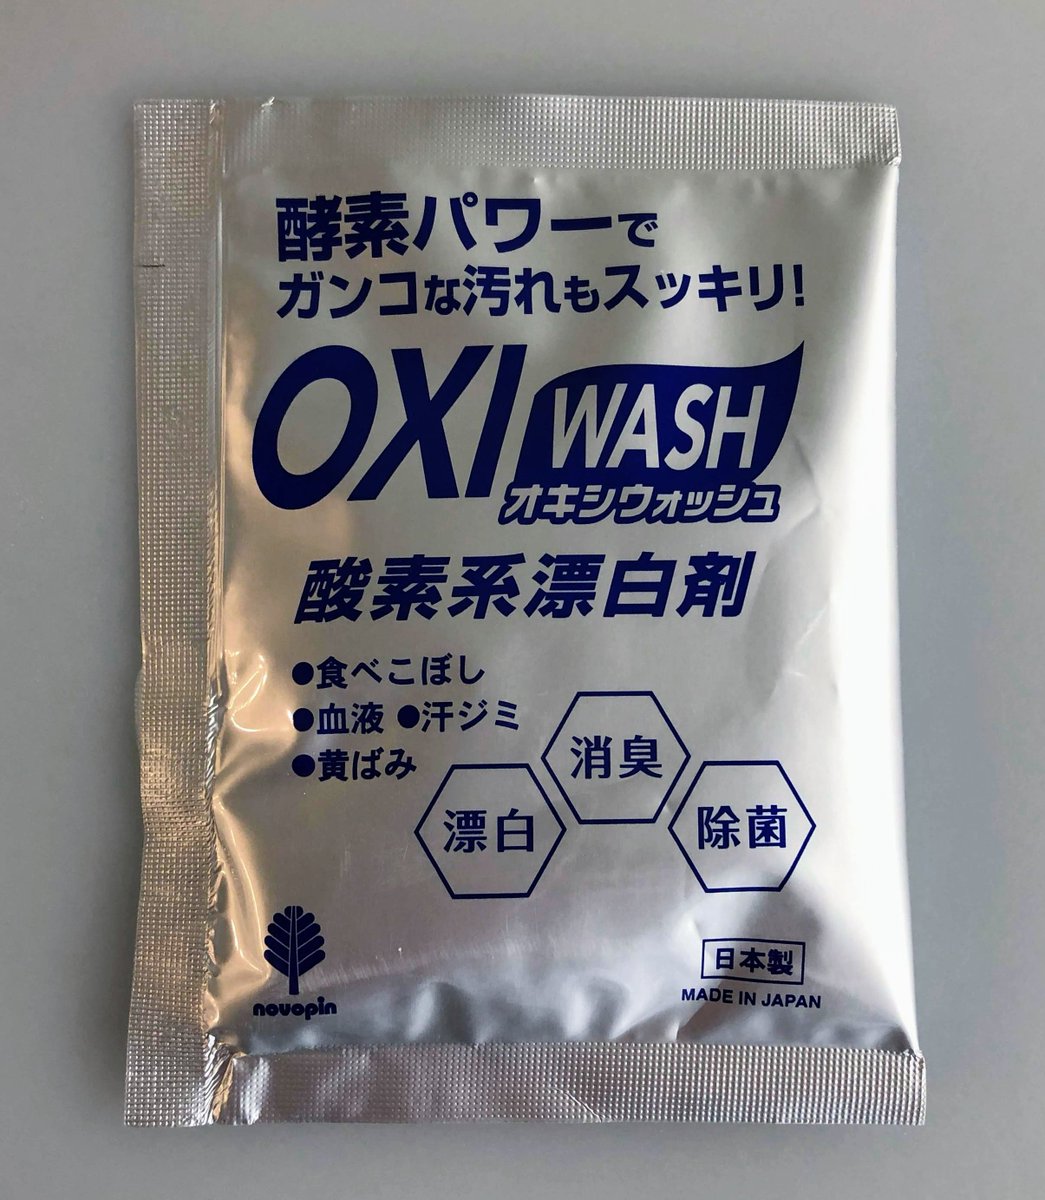 酵素パワーで
ガンコな汚れもスッキリ!
OXI WASH
オキシウォッシュ
酸素系漂白剤
●食べこぼし
●血液 ●汗ジミ
●黄ばみ
消臭
漂白
除菌
日本製
MADE IN JAPAN
novopin